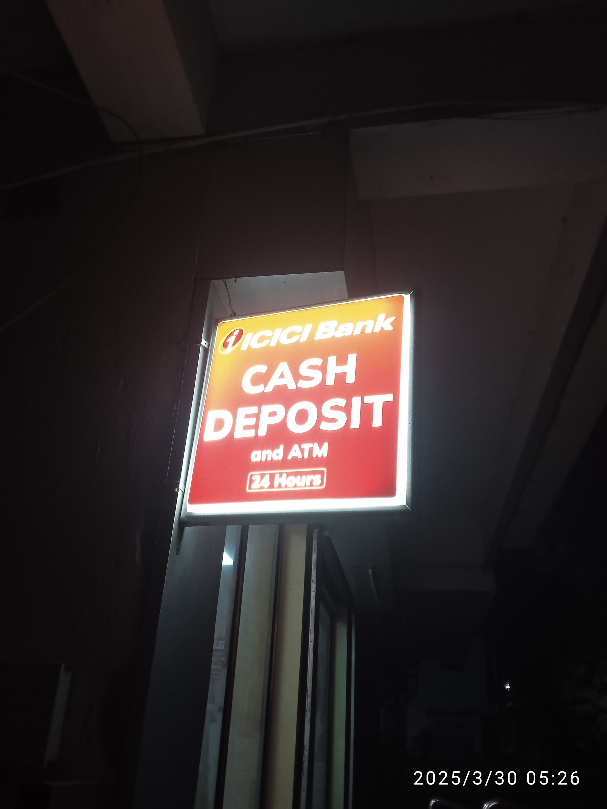 ICICI Bank
CASH
DEPOSIT
and ATM
24 Hours
2025/3/30 05:26